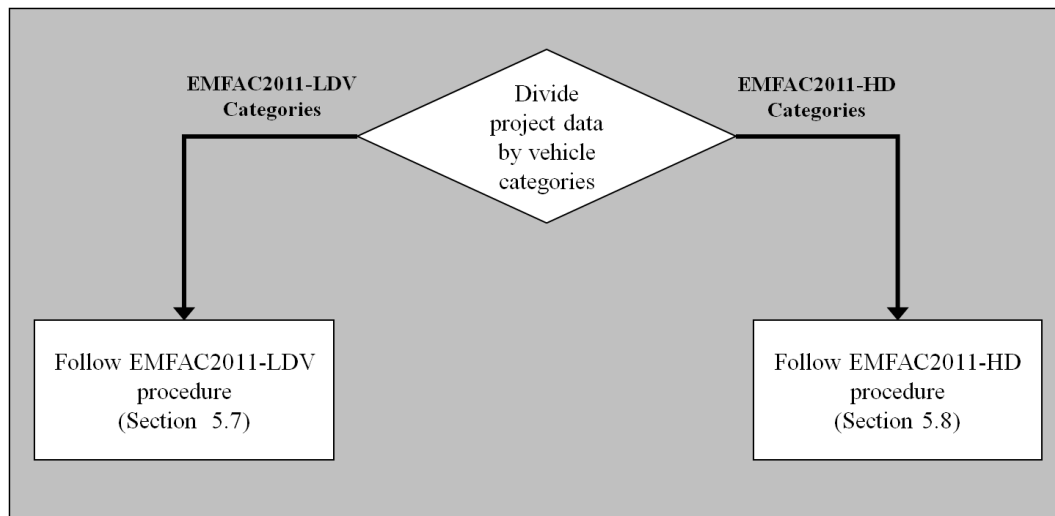 EMFAC2011-LDV
Categories
Divide
project data
by vehicle
categories
EMFAC2011-HD
Categories
Follow EMFAC2011-LDV
procedure
(Section 5.7)
Follow EMFAC2011-HD
procedure
(Section 5.8)